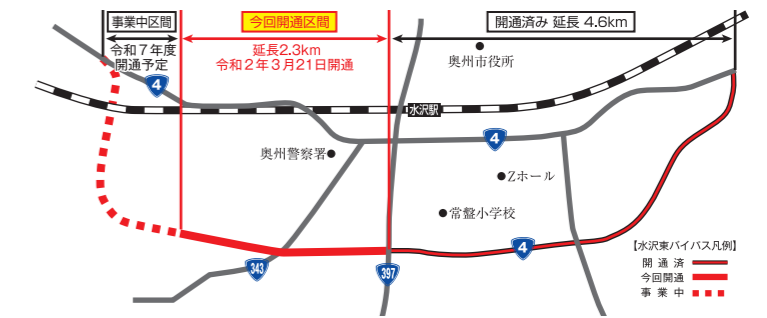 事業中区間
今回開通区間
開通済み 延長 4.6km
令和7年度
開通予定
延長2.3km
令和2年3月21日開通
奥州市役所
4
水沢駅
4
奥州警察署
Zホール
常盤小学校
4
343
397
【水沢東バイパス凡例】
開通済
今回開通
事業中